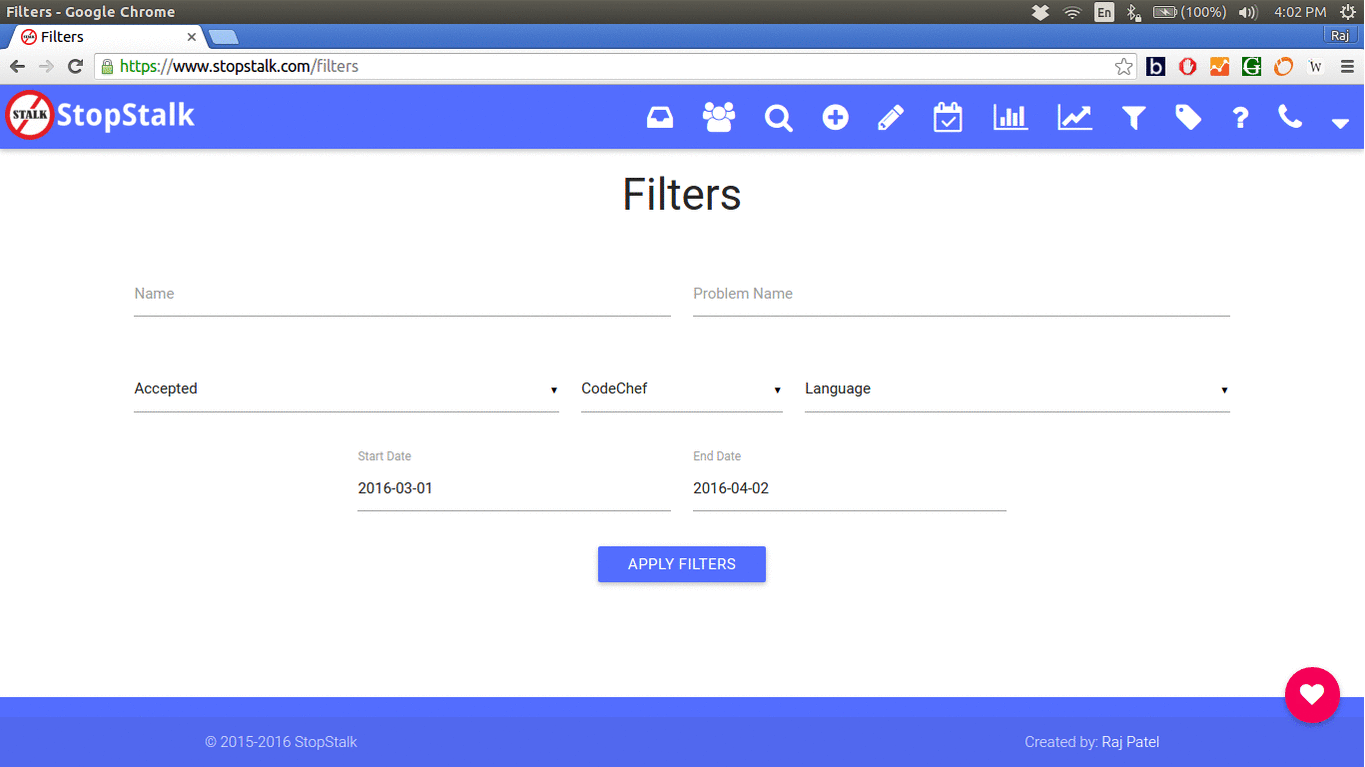 Filters - Google Chrome
En
(100%)
4:02 PM
Filters
Raj
https://www.stopstalk.com/filters
STALK
StopStalk
Filters
Name
Problem Name
Accepted
CodeChef
Language
Start Date
End Date
2016-03-01
2016-04-02
APPLY FILTERS
© 2015-2016 StopStalk
Created by: Raj Patel